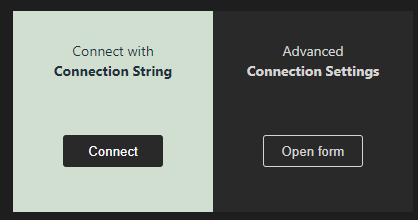 Connect with
Connection String
Connect
Advanced
Connection Settings
Open form